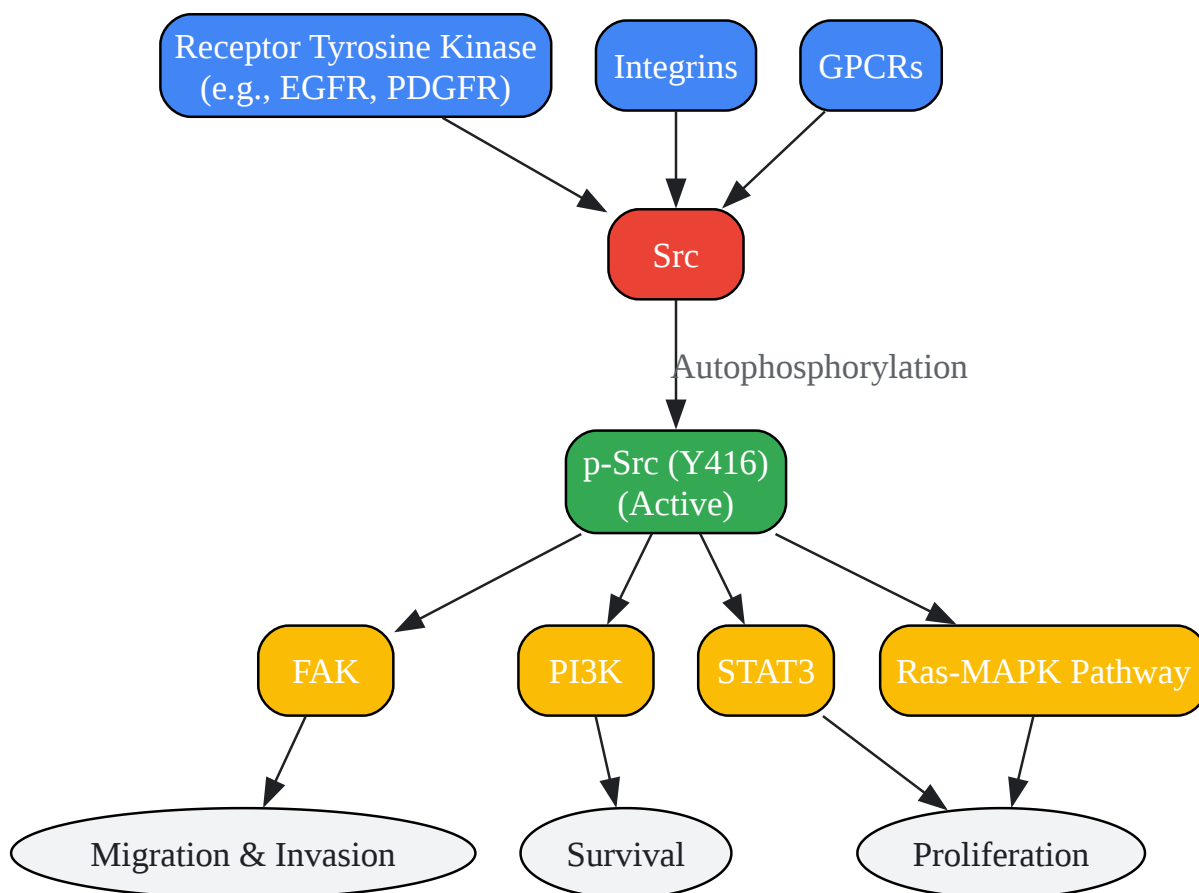 Receptor Tyrosine Kinase
(e.g., EGFR, PDGFR)
Integrins
GPCRs
Src
Autophosphorylation
p-Src (Y416)
(Active)
FAK
PI3K
STAT3
Ras-MAPK Pathway
Migration & Invasion
Survival
Proliferation